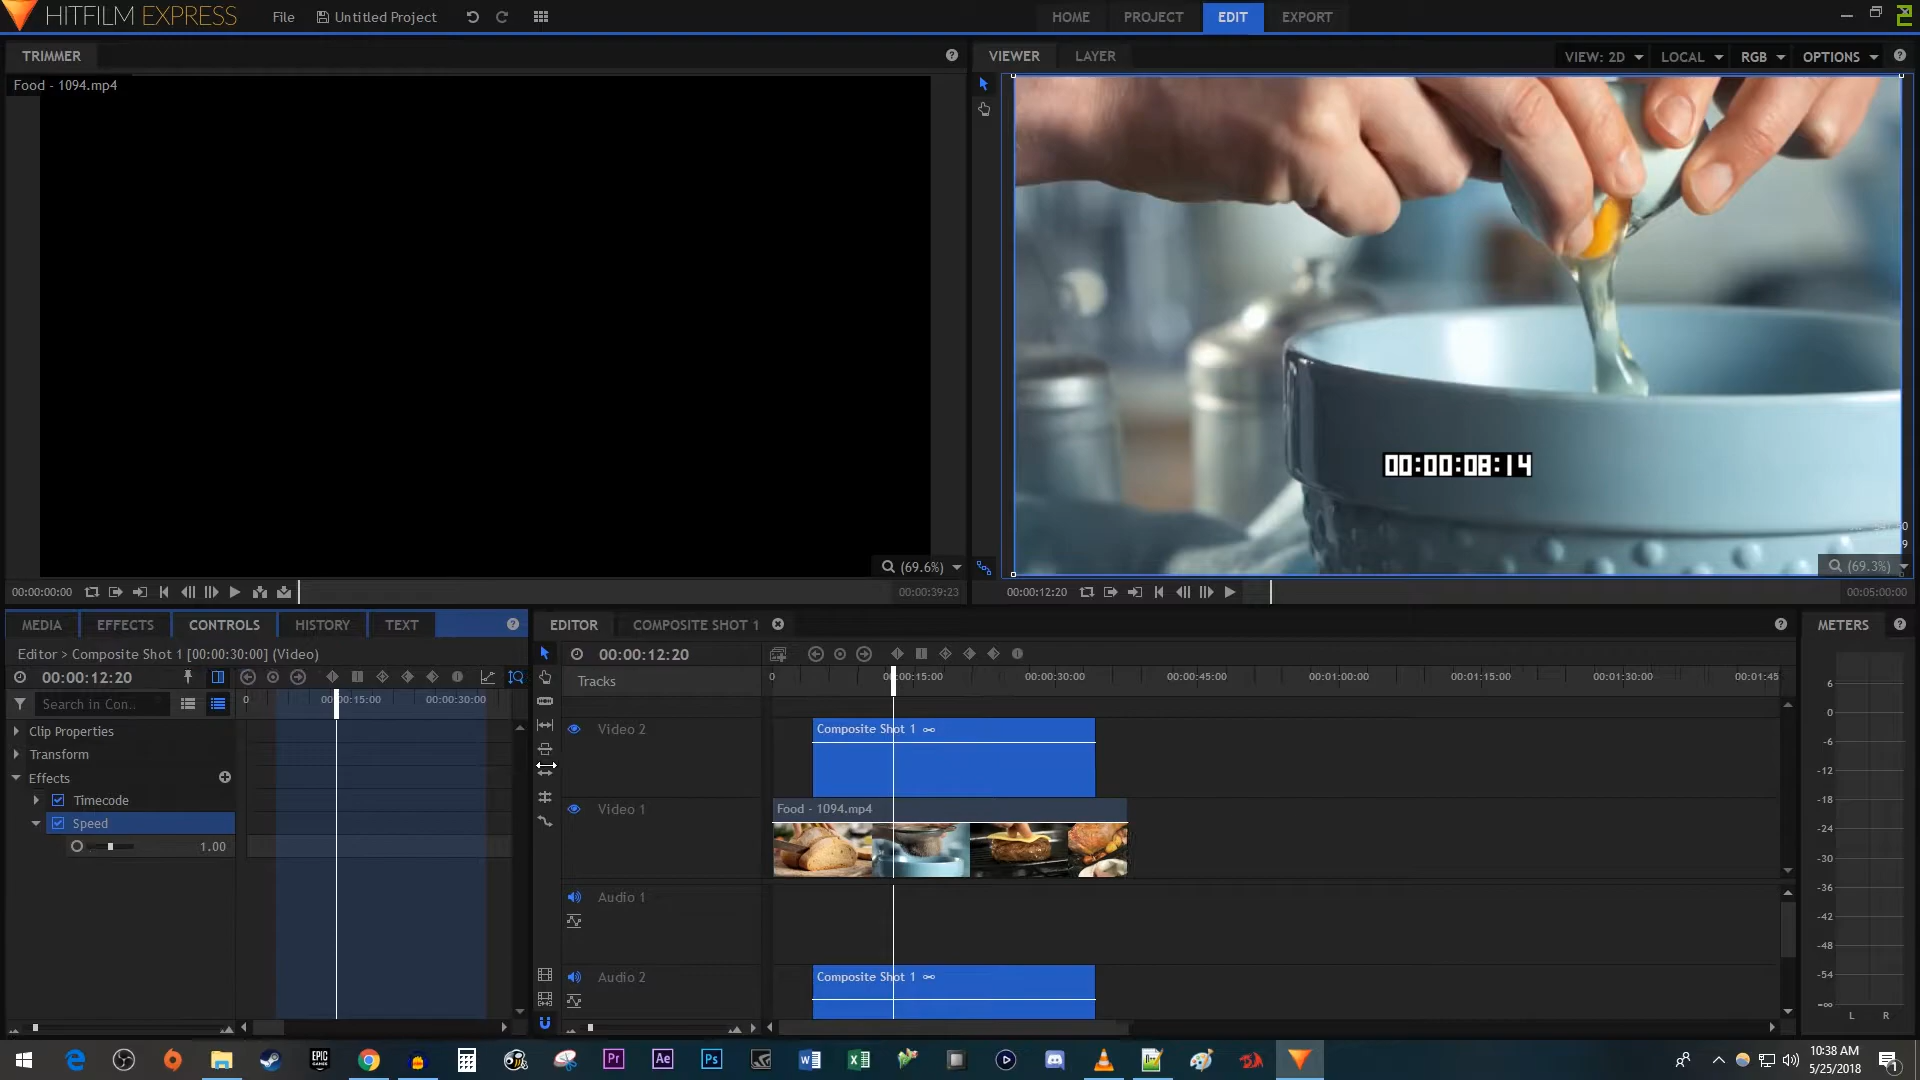 HITFILM EXPRESS
File
Untitled Project
HOME
PROJECT
EDIT
EXPORT
TRIMMER
VIEWER
LAYER
VIEW: 2D
LOCAL
RGB
OPTIONS
Food - 1094.mp4
00:00:08:14
(69.6%)
(69.3%)
00:00:00:00
00:00:39:23
00:00:12:20
00:05:00:00
MEDIA
EFFECTS
CONTROLS
HISTORY
TEXT
EDITOR
COMPOSITE SHOT 1
METERS
Editor > Composite Shot 1 [00:00:30:00] (Video)
00:00:12:20
00:00:12:20
Search in Con..
0
00:00:15:00
00:00:30:00
Tracks
0
00:00:15:00
00:00:30:00
00:00:45:00
00:01:00:00
00:01:15:00
00:01:30:00
00:01:45
Clip Properties
Transform
Effects
Timecode
Speed
1.00
Video 2
Composite Shot 1
Video 1
Food - 1094.mp4
Audio 1
Audio 2
Composite Shot 1
6
0
-6
-12
-18
-24
-30
-36
-42
-48
-54
-∞
L R
EPIC GAMES
Pr
Ae
Ps
10:38 AM
5/25/2018
1